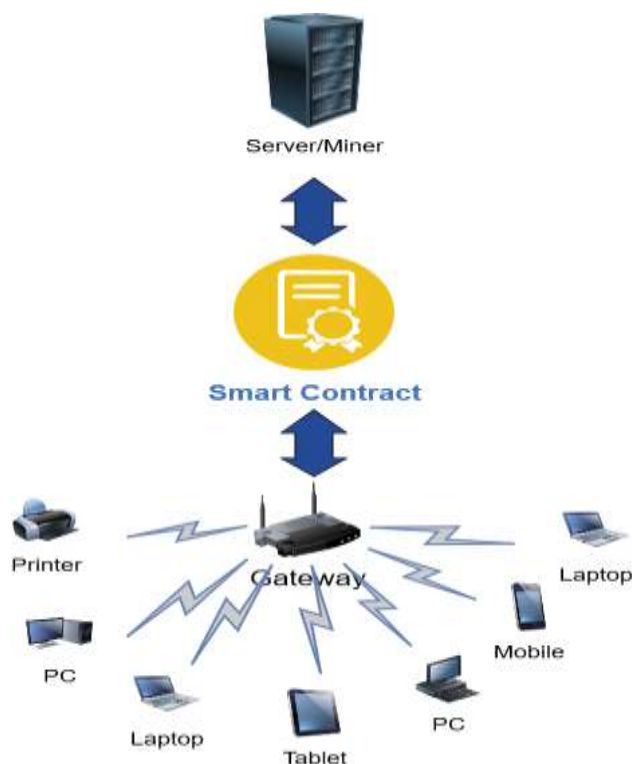 Server/Miner
Smart Contract
Gateway
Printer
Laptop
Mobile
PC
PC
Laptop
Tablet